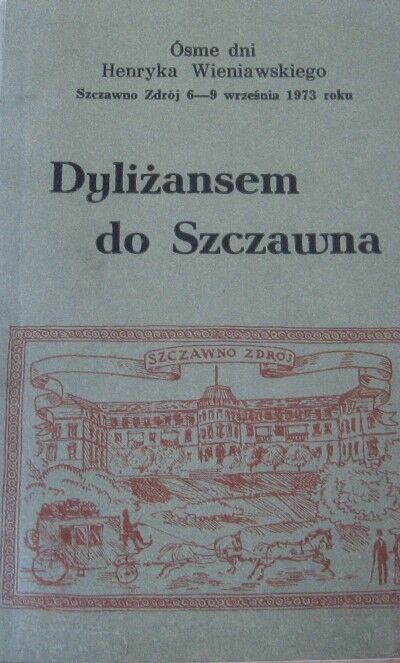 Ósme dni
Henryka Wieniawskiego
Szczawno Zdrój 6—9 września 1973 roku
Dyliżansem
do Szczawna
SZCZAWNO ZDRÓJ